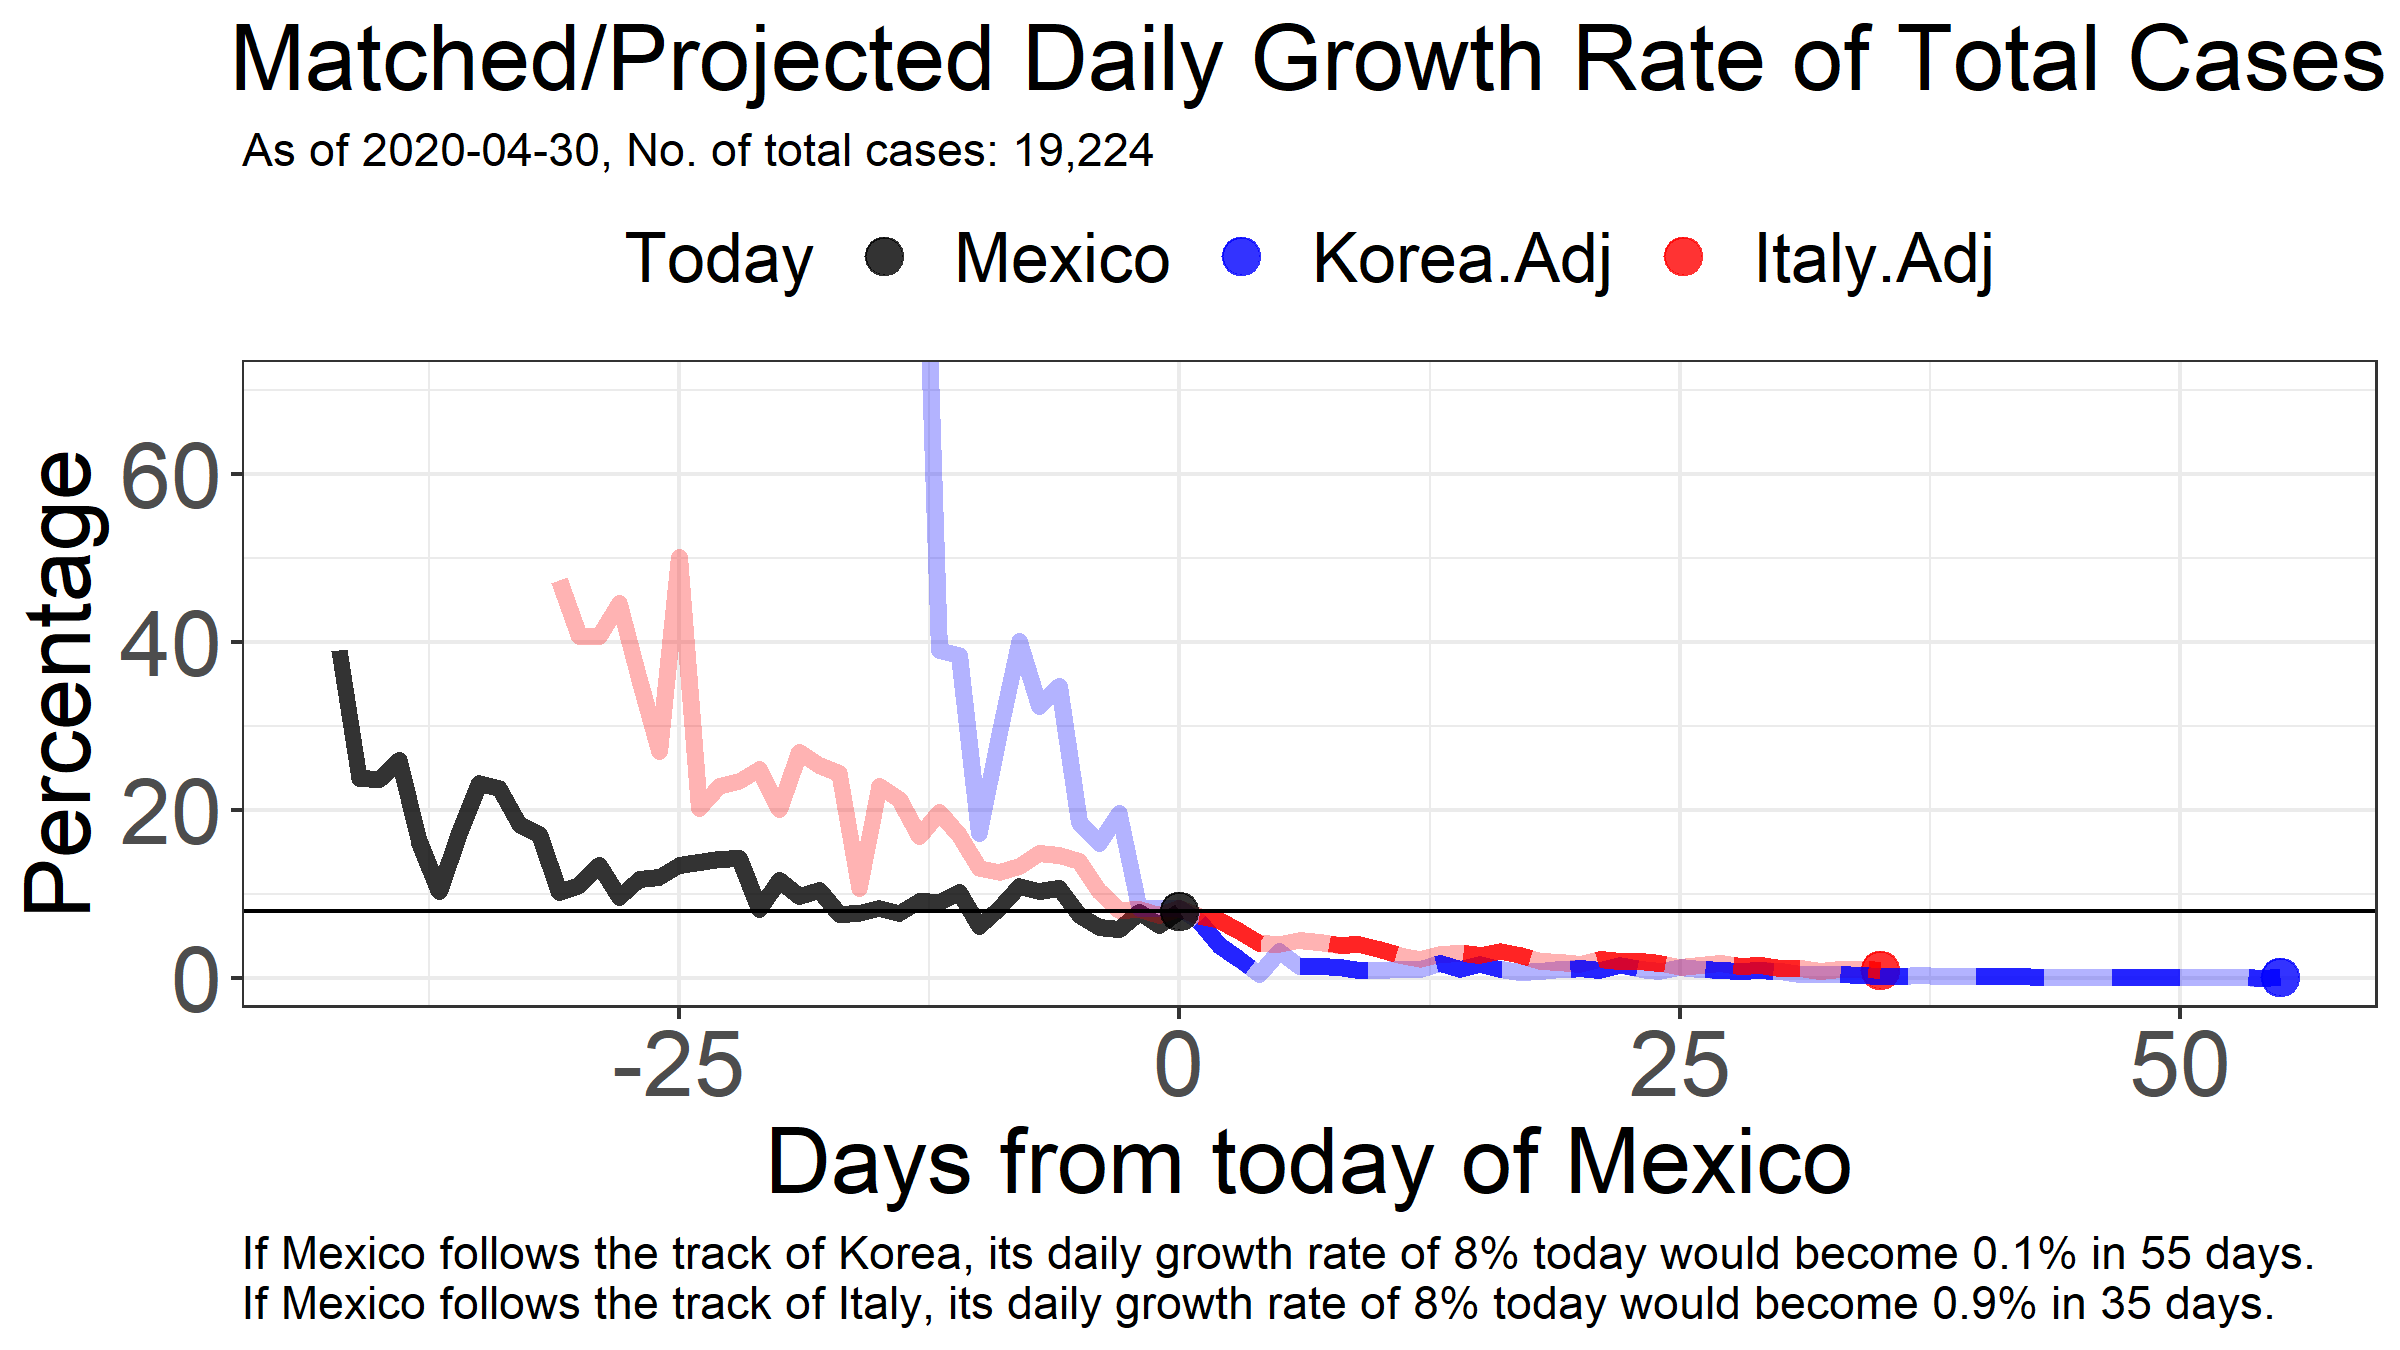 Matched/Projected Daily Growth Rate of Total Cases
As of 2020-04-30, No. of total cases: 19,224
Today Mexico Korea.Adj Italy.Adj
Percentage
60
40
20
0
-25 0 25 50
Days from today of Mexico
If Mexico follows the track of Korea, its daily growth rate of 8% today would become 0.1% in 55 days.
If Mexico follows the track of Italy, its daily growth rate of 8% today would become 0.9% in 35 days.